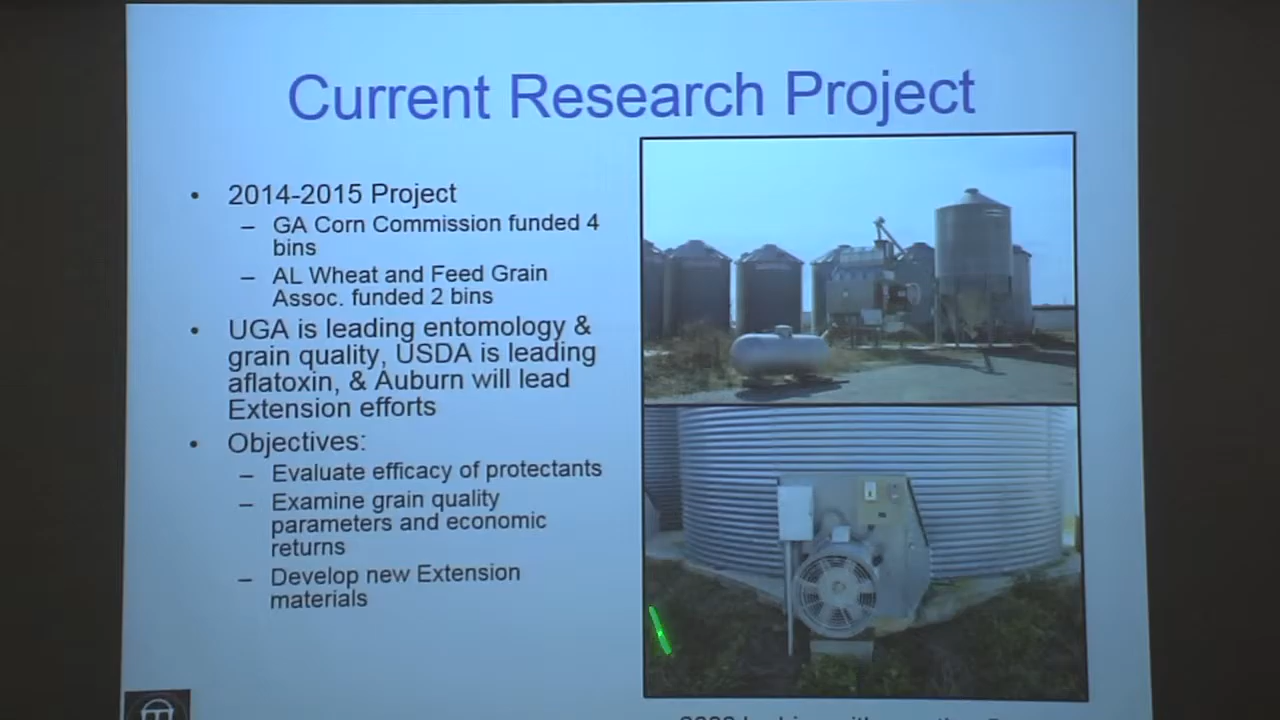 Current Research Project
• 2014-2015 Project
– GA Corn Commission funded 4
bins
– AL Wheat and Feed Grain
Assoc. funded 2 bins
• UGA is leading entomology &
grain quality, USDA is leading
aflatoxin, & Auburn will lead
Extension efforts
• Objectives:
– Evaluate efficacy of protectants
– Examine grain quality
parameters and economic
returns
– Develop new Extension
materials